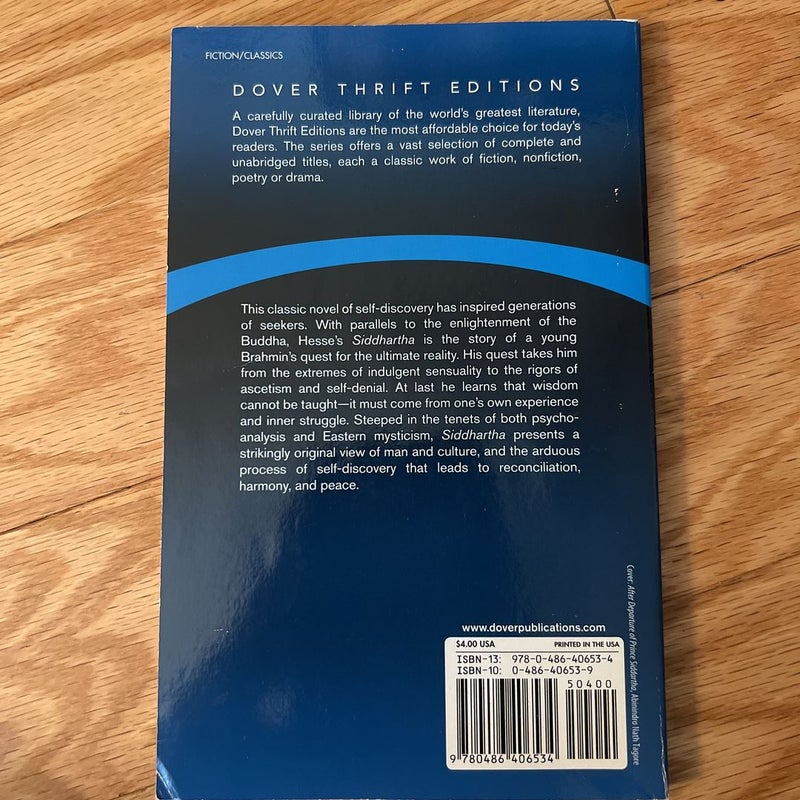 FICTION/CLASSICS
DOVER THRIFT EDITIONS
A carefully curated library of the world's greatest literature,
Dover Thrift Editions are the most affordable choice for today's
readers. The series offers a vast selection of complete and
unabridged titles, each a classic work of fiction, nonfiction,
poetry or drama.
This classic novel of self-discovery has inspired generations
of seekers. With parallels to the enlightenment of the
Buddha, Hesse's Siddhartha is the story of a young
Brahmin's quest for the ultimate reality. His quest takes him
from the extremes of indulgent sensuality to the rigors of
ascetism and self-denial. At last he learns that wisdom
cannot be taught—it must come from one's own experience
and inner struggle. Steeped in the tenets of both psycho-
analysis and Eastern mysticism, Siddhartha presents a
strikingly original view of man and culture, and the arduous
process of self-discovery that leads to reconciliation,
harmony, and peace.
Cover: After Departure of Prince Siddartha, Abinindro Nath Tagore
www.doverpublications.com
$4.00 USA PRINTED IN THE USA
ISBN-13: 978-0-486-40653-4
ISBN-10: 0-486-40653-9
50400
9 780486 406534